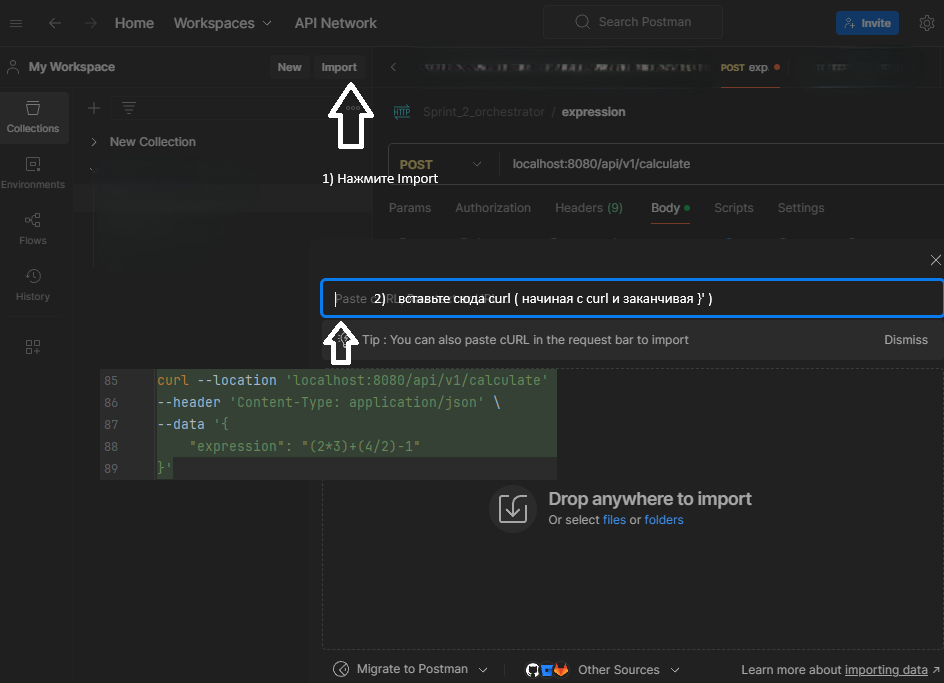 Home Workspaces API Network Search Postman Invite
My Workspace New Import POST exp.
Sprint_2_orchestrator / expression
Collections
New Collection
POST localhost:8080/api/v1/calculate
1) Нажмите Import
Environments
Params Authorization Headers (9) Body Scripts Settings
Flows
History
2) вставьте сюда curl ( начиная с curl и заканчивая }' )
Tip : You can also paste cURL in the request bar to import Dismiss
85 curl --location 'localhost:8080/api/v1/calculate'
86 --header 'Content-Type: application/json' \
87 --data '{
88 "expression": "(2*3)+(4/2)-1"
89 }'
Drop anywhere to import
Or select files or folders
Migrate to Postman Other Sources Learn more about importing data